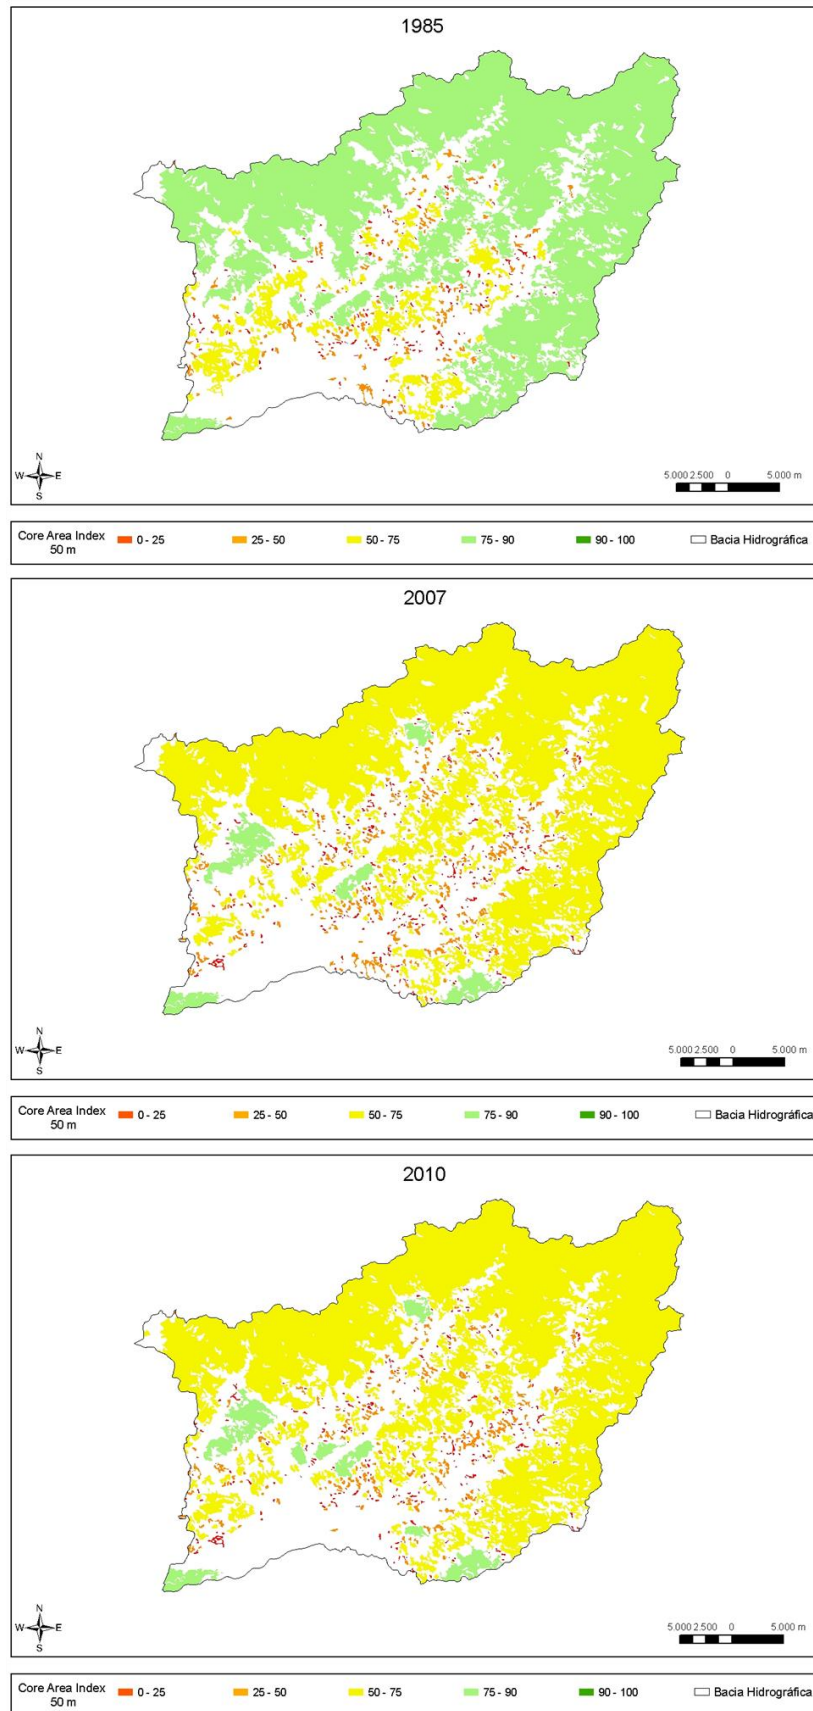 1985
N
W E
S
5.000 2.500 0 5.000 m
Core Area Index
50 m
0 - 25
25 - 50
50 - 75
75 - 90
90 - 100
Bacia Hidrográfica
2007
N
W E
S
5.000 2.500 0 5.000 m
Core Area Index
50 m
0 - 25
25 - 50
50 - 75
75 - 90
90 - 100
Bacia Hidrográfica
2010
N
W E
S
5.000 2.500 0 5.000 m
Core Area Index
50 m
0 - 25
25 - 50
50 - 75
75 - 90
90 - 100
Bacia Hidrográfica